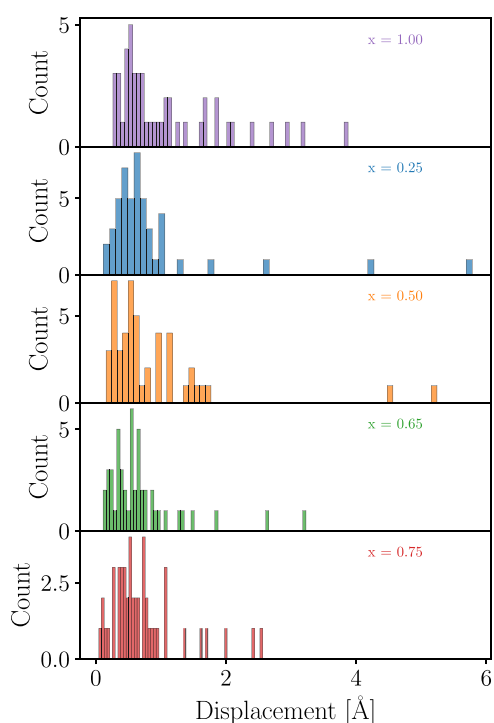 5
x = 1.00
Count
0
x = 0.25
5
Count
0
x = 0.50
5
Count
0
x = 0.65
5
Count
0
x = 0.75
2.5
Count
0.0
0 2 4 6
Displacement [Å]